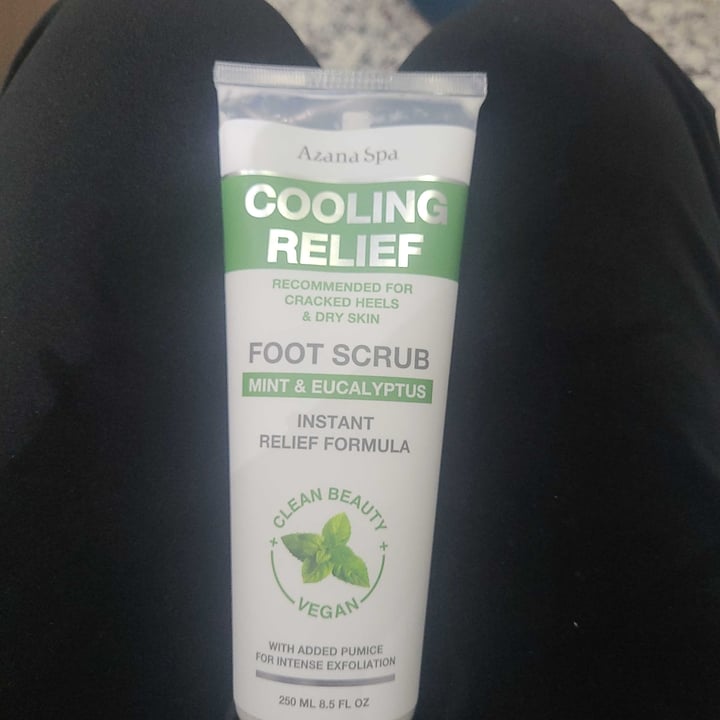 Azana Spa
COOLING
RELIEF
RECOMMENDED FOR
CRACKED HEELS
& DRY SKIN
FOOT SCRUB
MINT & EUCALYPTUS
INSTANT
RELIEF FORMULA
+ CLEAN BEAUTY +
VEGAN
WITH ADDED PUMICE
FOR INTENSE EXFOLIATION
250 ML 8.5 FL OZ